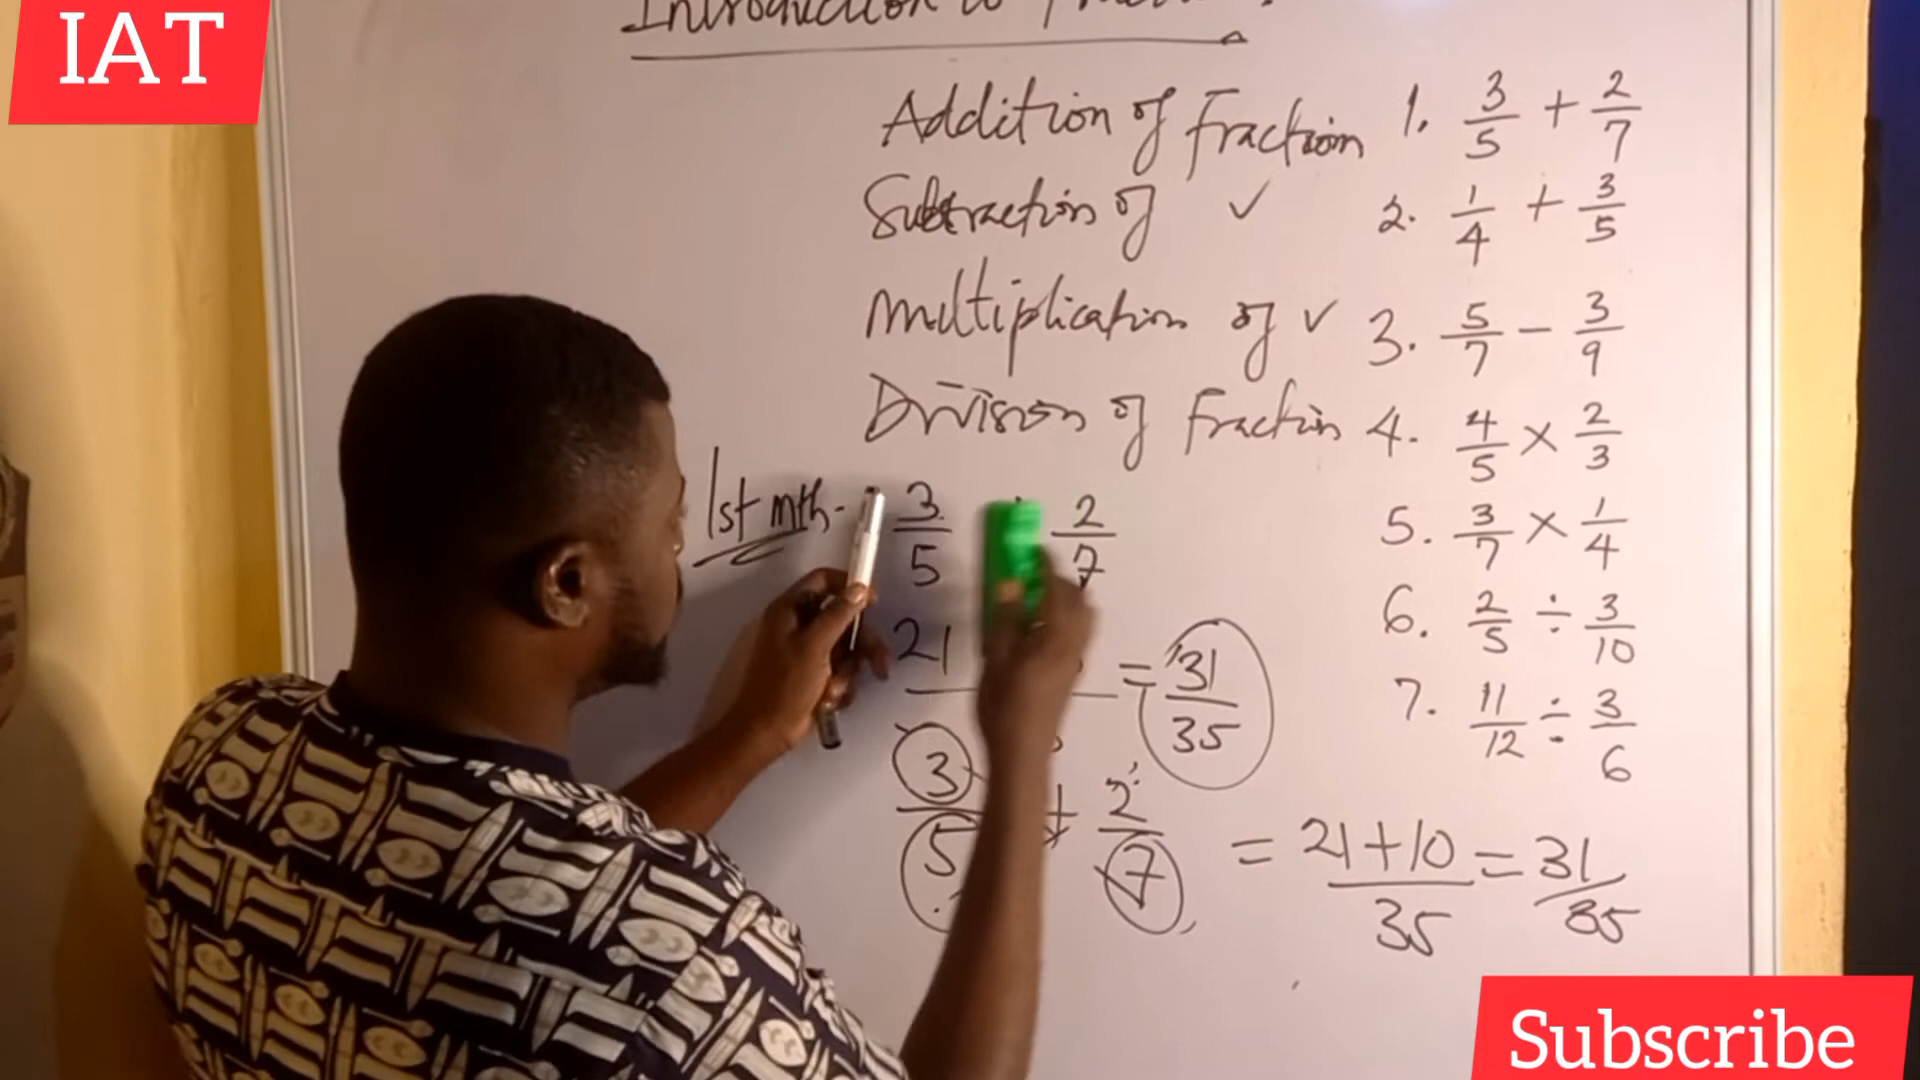 IAT
Introduction to
Addition of Fraction 1. 3/5 + 2/7
Subtraction of ✓ 2. 1/4 + 3/5
Multiplication of ✓ 3. 5/7 - 3/9
Division of Fraction 4. 4/5 × 2/3
1st mth- 3/5 2/7
5. 3/7 × 1/4
6. 2/5 ÷ 3/10
21 = 31/35
7. 11/12 ÷ 3/6
3/5 + 2/7 = 21+10/35 = 31/35
Subscribe